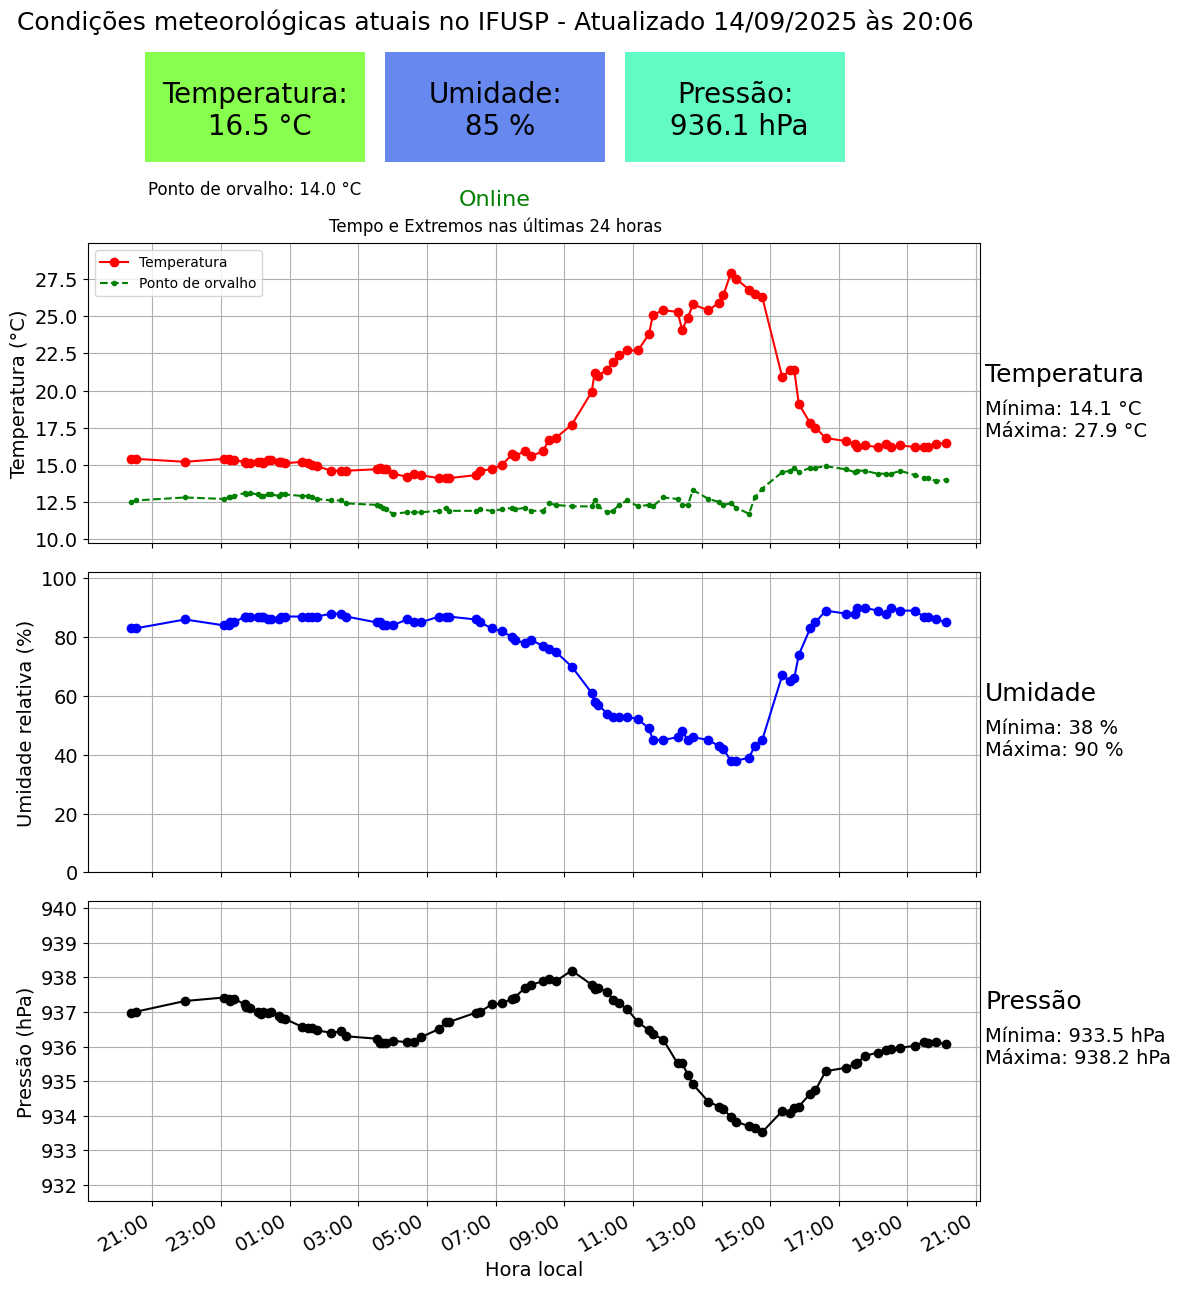 Condições meteorológicas atuais no IFUSP - Atualizado 14/09/2025 às 20:06
Temperatura:
16.5 °C
Umidade:
85 %
Pressão:
936.1 hPa
Ponto de orvalho: 14.0 °C
Online
Tempo e Extremos nas últimas 24 horas
Temperatura
Ponto de orvalho
Temperatura (°C)
27.5
25.0
22.5
20.0
17.5
15.0
12.5
10.0
Temperatura
Mínima: 14.1 °C
Máxima: 27.9 °C
Umidade relativa (%)
100
80
60
40
20
0
Umidade
Mínima: 38 %
Máxima: 90 %
Pressão (hPa)
940
939
938
937
936
935
934
933
932
Pressão
Mínima: 933.5 hPa
Máxima: 938.2 hPa
21:00 23:00 01:00 03:00 05:00 07:00 09:00 11:00 13:00 15:00 17:00 19:00 21:00
Hora local